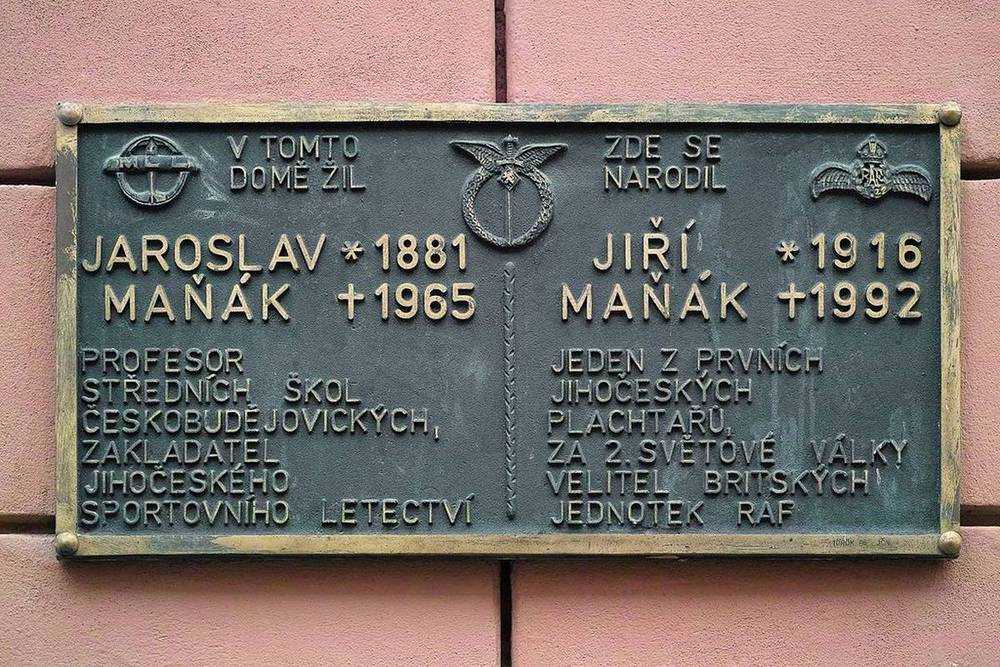 V TOMTO
DOMĚ ŽIL
JAROSLAV *1881
MAŇÁK †1965
PROFESOR
STŘEDNÍCH ŠKOL
ČESKOBUDĚJOVICKÝCH,
ZAKLADATEL
JIHOČESKÉHO
SPORTOVNÍHO LETECTVÍ
ZDE SE
NARODIL
RAF
JIŘÍ *1916
MAŇÁK †1992
JEDEN Z PRVNÍCH
JIHOČESKÝCH
PLACHTAŘŮ,
ZA 2. SVĚTOVÉ VÁLKY
VELITEL BRITSKÝCH
JEDNOTEK RAF